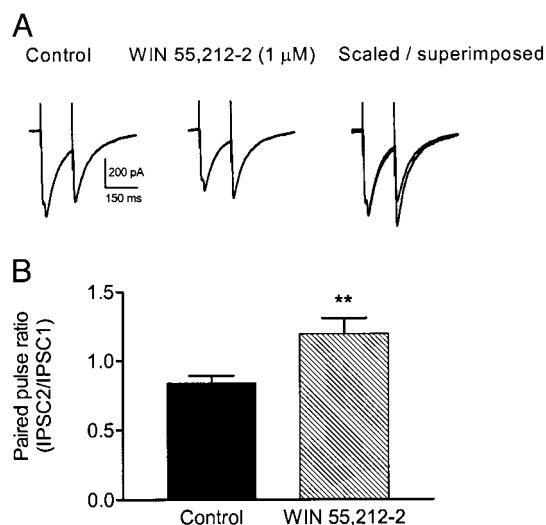 A
Control WIN 55,212-2 (1 μM) Scaled / superimposed
200 pA
150 ms
B
Paired pulse ratio
(IPSC2/IPSC1)
1.5
1.0
0.5
0.0
**
Control WIN 55,212-2